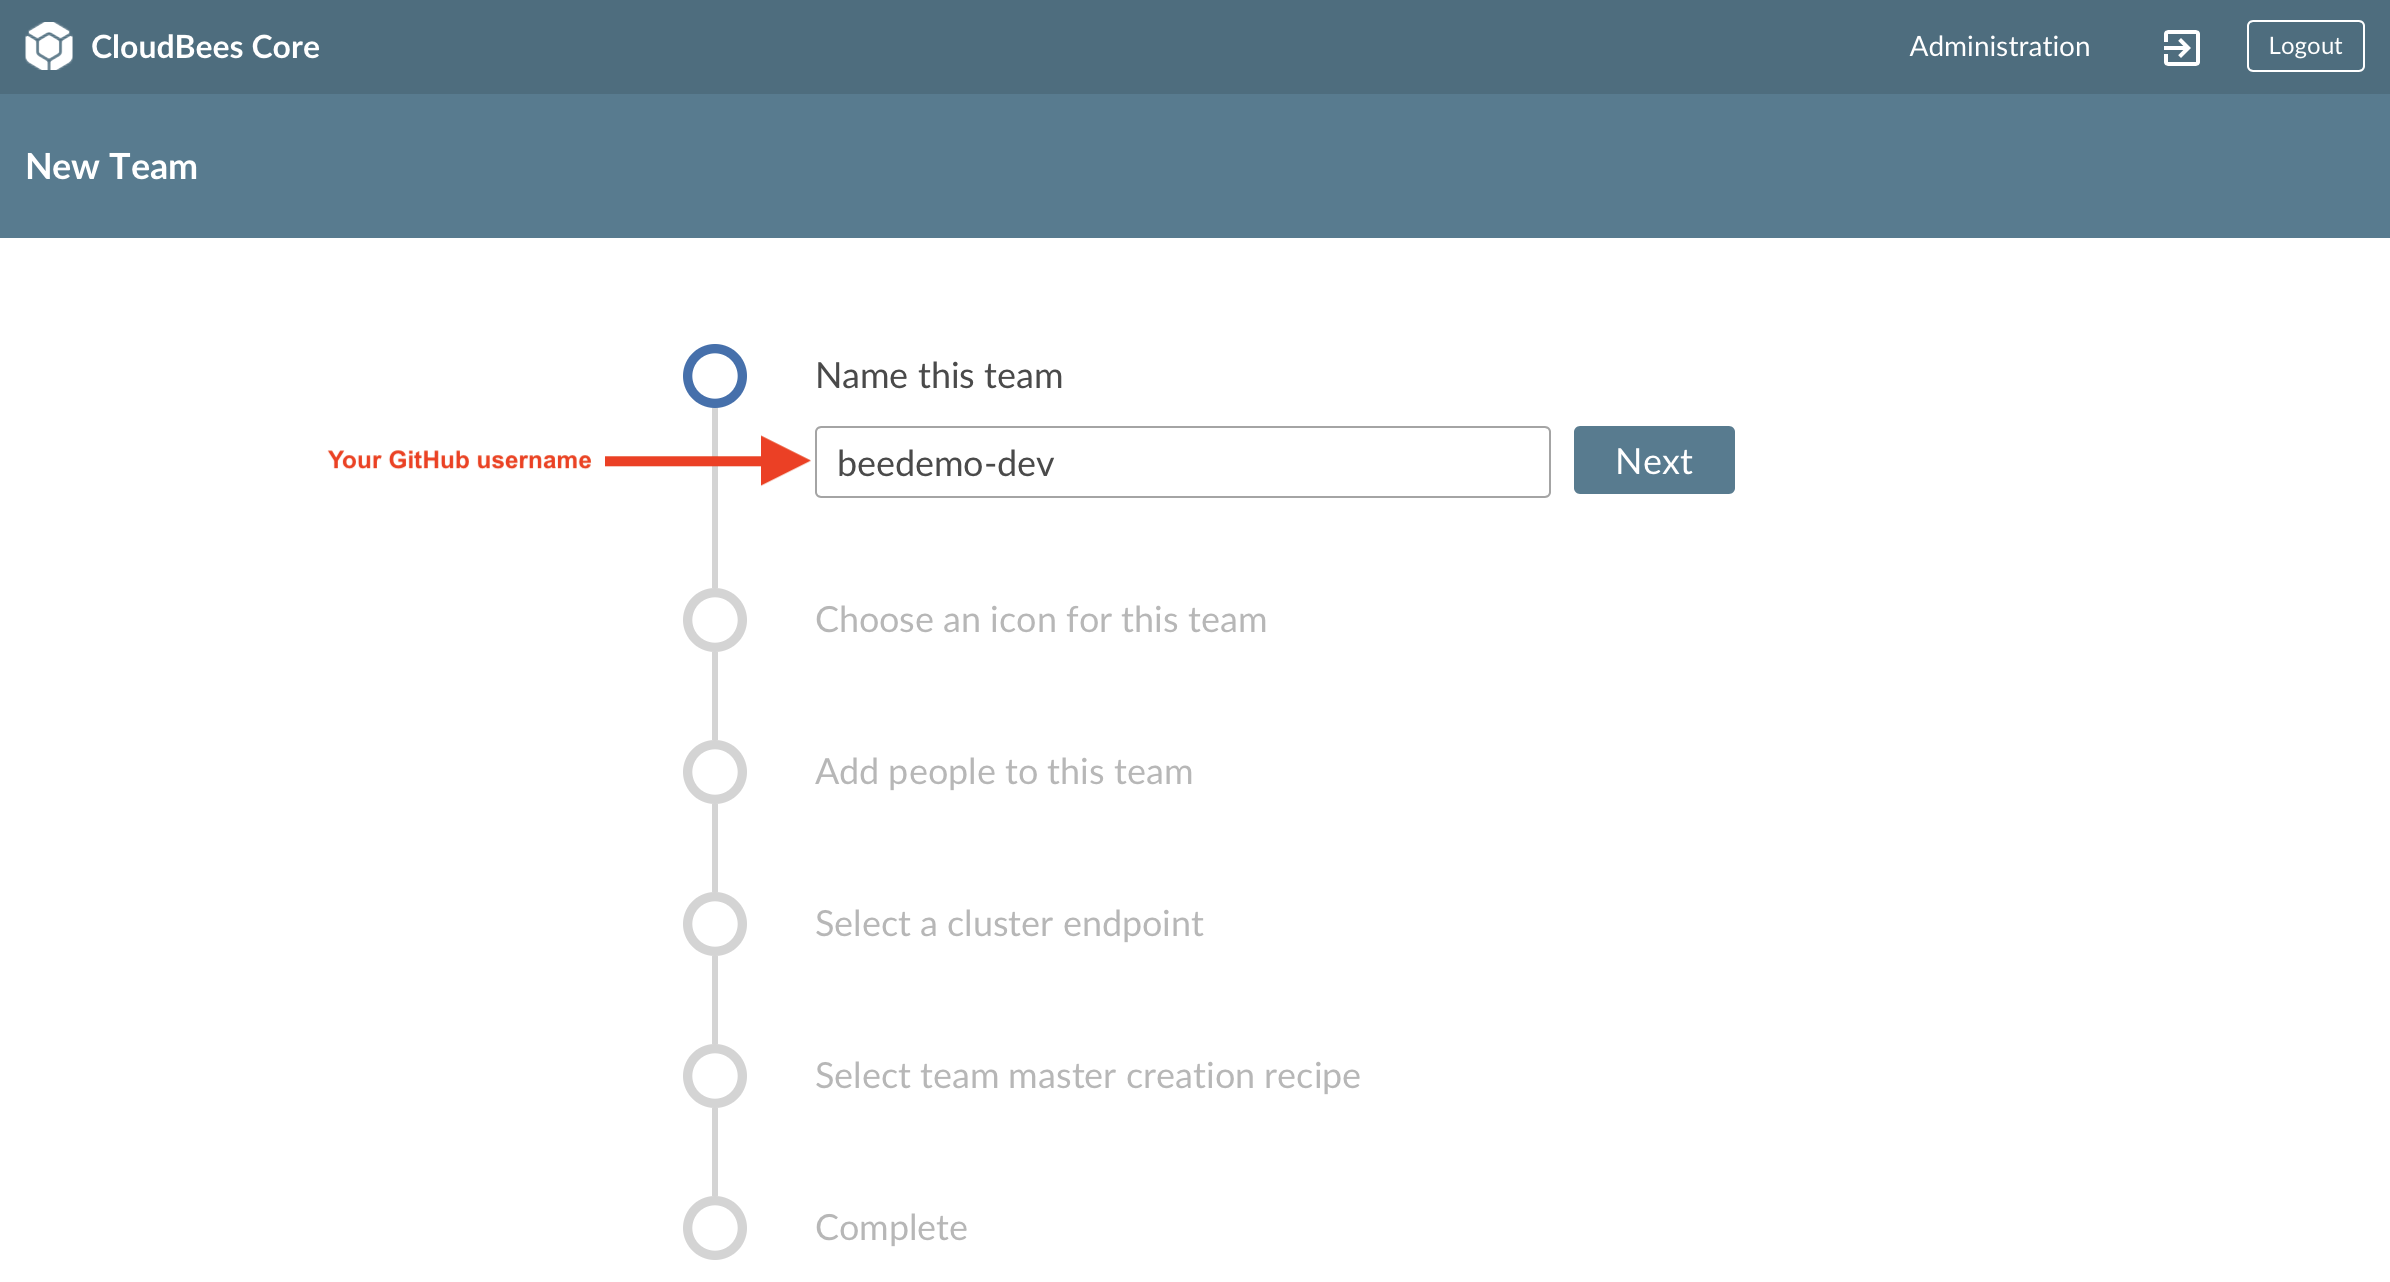 CloudBees Core
Administration
Logout
New Team
Name this team
Your GitHub username
beedemo-dev
Next
Choose an icon for this team
Add people to this team
Select a cluster endpoint
Select team master creation recipe
Complete